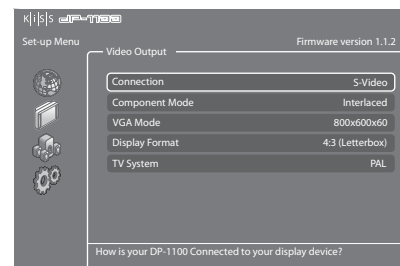 KISS DP-1100
Set-up Menu
Firmware version 1.1.2
Video Output
Connection S-Video
Component Mode Interlaced
VGA Mode 800x600x60
Display Format 4:3 (Letterbox)
TV System PAL
How is your DP-1100 Connected to your display device?